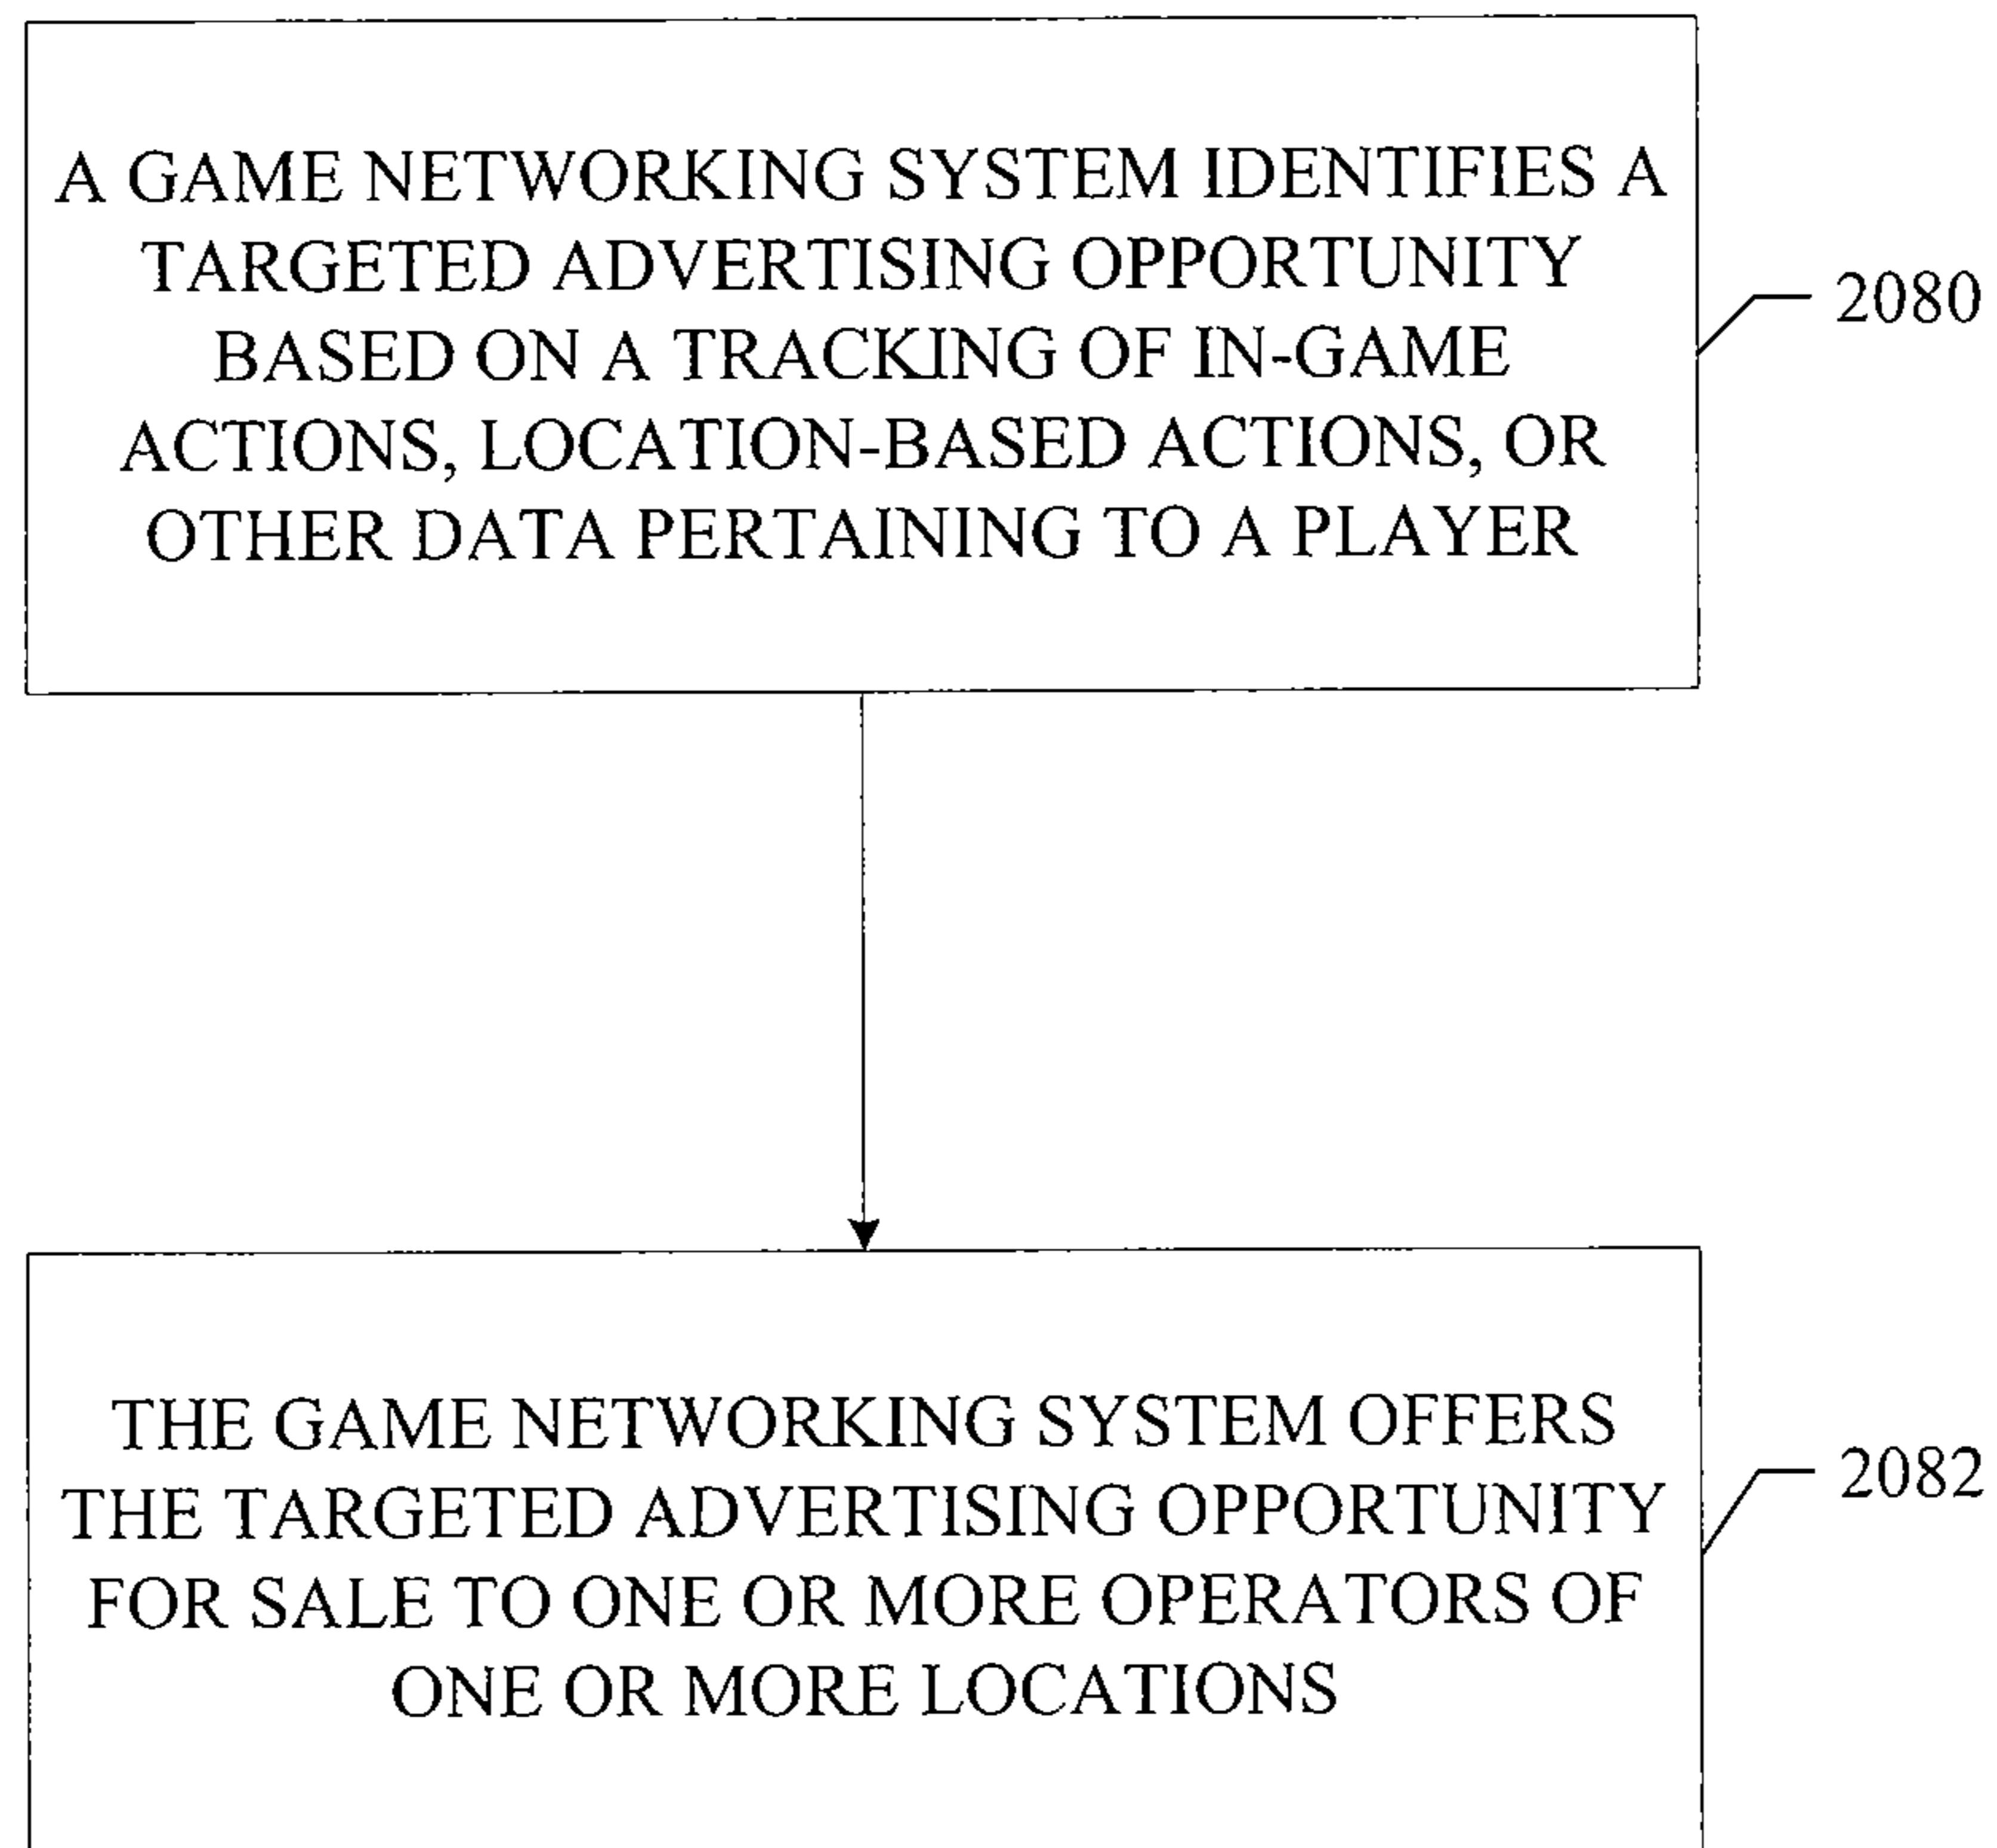 A GAME NETWORKING SYSTEM IDENTIFIES A
TARGETED ADVERTISING OPPORTUNITY
BASED ON A TRACKING OF IN-GAME
ACTIONS, LOCATION-BASED ACTIONS, OR
OTHER DATA PERTAINING TO A PLAYER
2080
THE GAME NETWORKING SYSTEM OFFERS
THE TARGETED ADVERTISING OPPORTUNITY
FOR SALE TO ONE OR MORE OPERATORS OF
ONE OR MORE LOCATIONS
2082